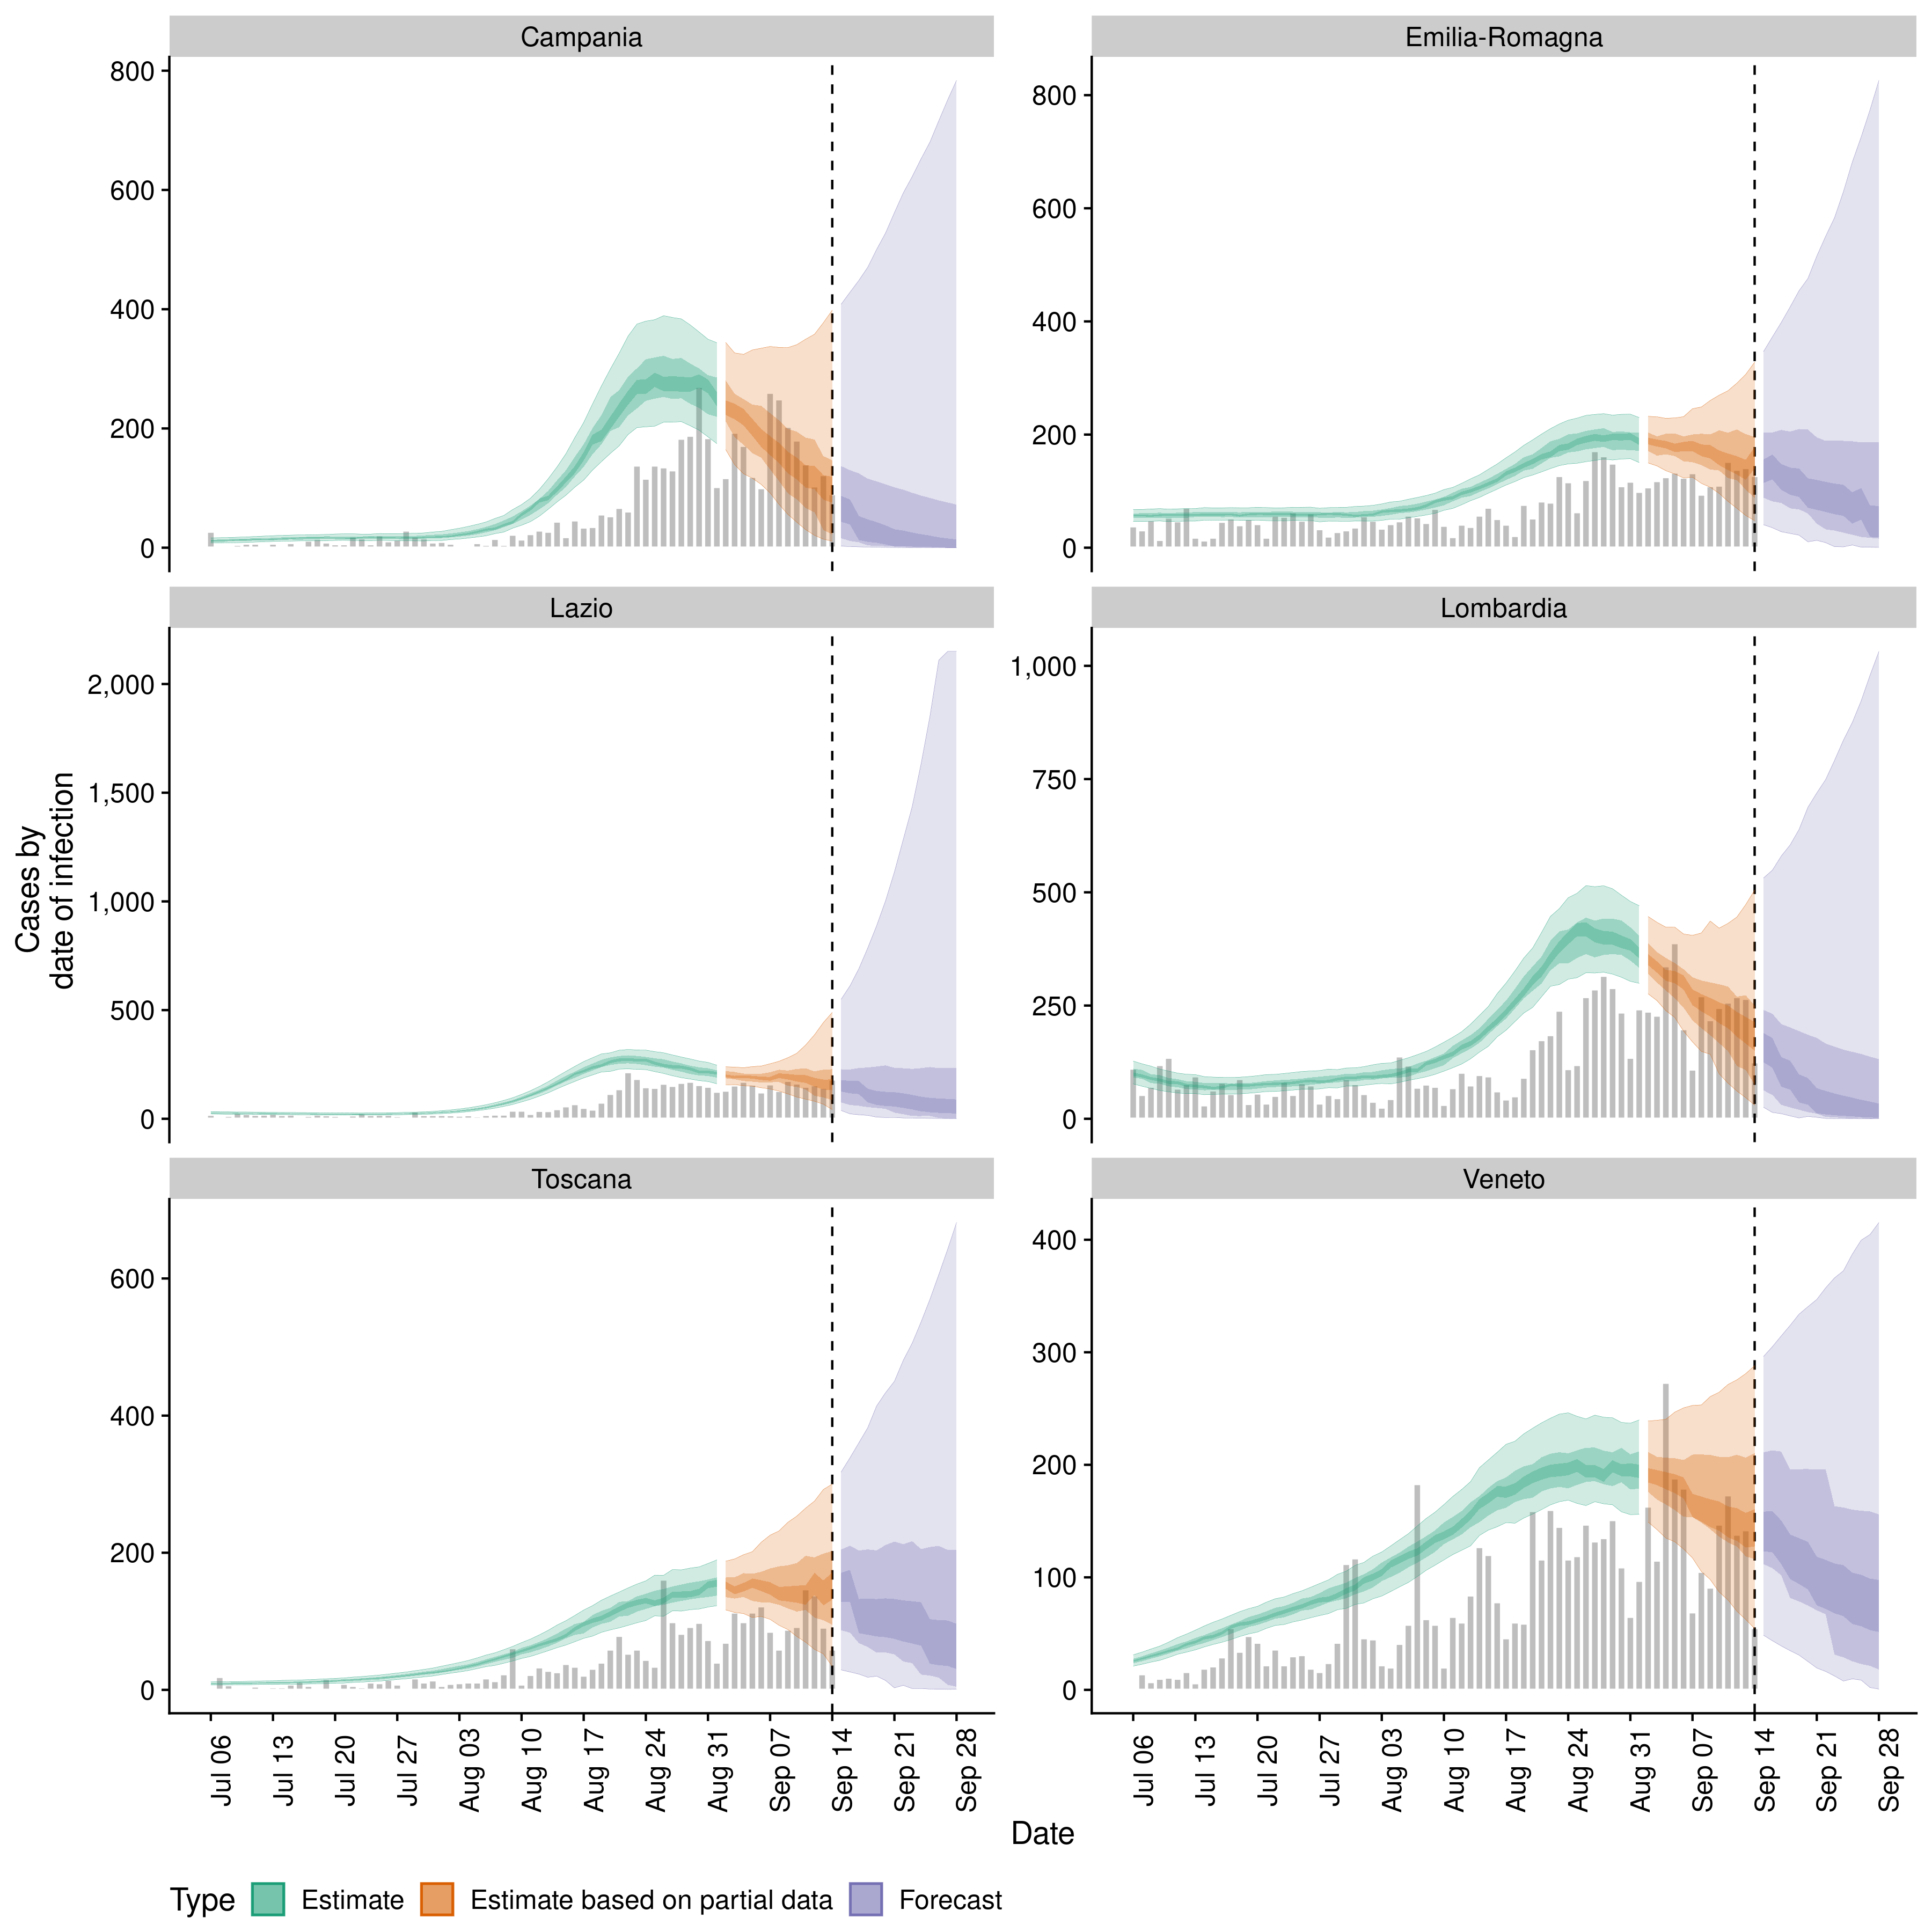 Campania
Emilia-Romagna
800
600
400
200
0
800
600
400
200
0
Lazio
Lombardia
2,000
1,500
1,000
500
0
1,000
750
500
250
0
Cases by
date of infection
Toscana
Veneto
600
400
200
0
400
300
200
100
0
Jul 06 Jul 13 Jul 20 Jul 27 Aug 03 Aug 10 Aug 17 Aug 24 Aug 31 Sep 07 Sep 14 Sep 21 Sep 28
Jul 06 Jul 13 Jul 20 Jul 27 Aug 03 Aug 10 Aug 17 Aug 24 Aug 31 Sep 07 Sep 14 Sep 21 Sep 28
Date
Type Estimate Estimate based on partial data Forecast